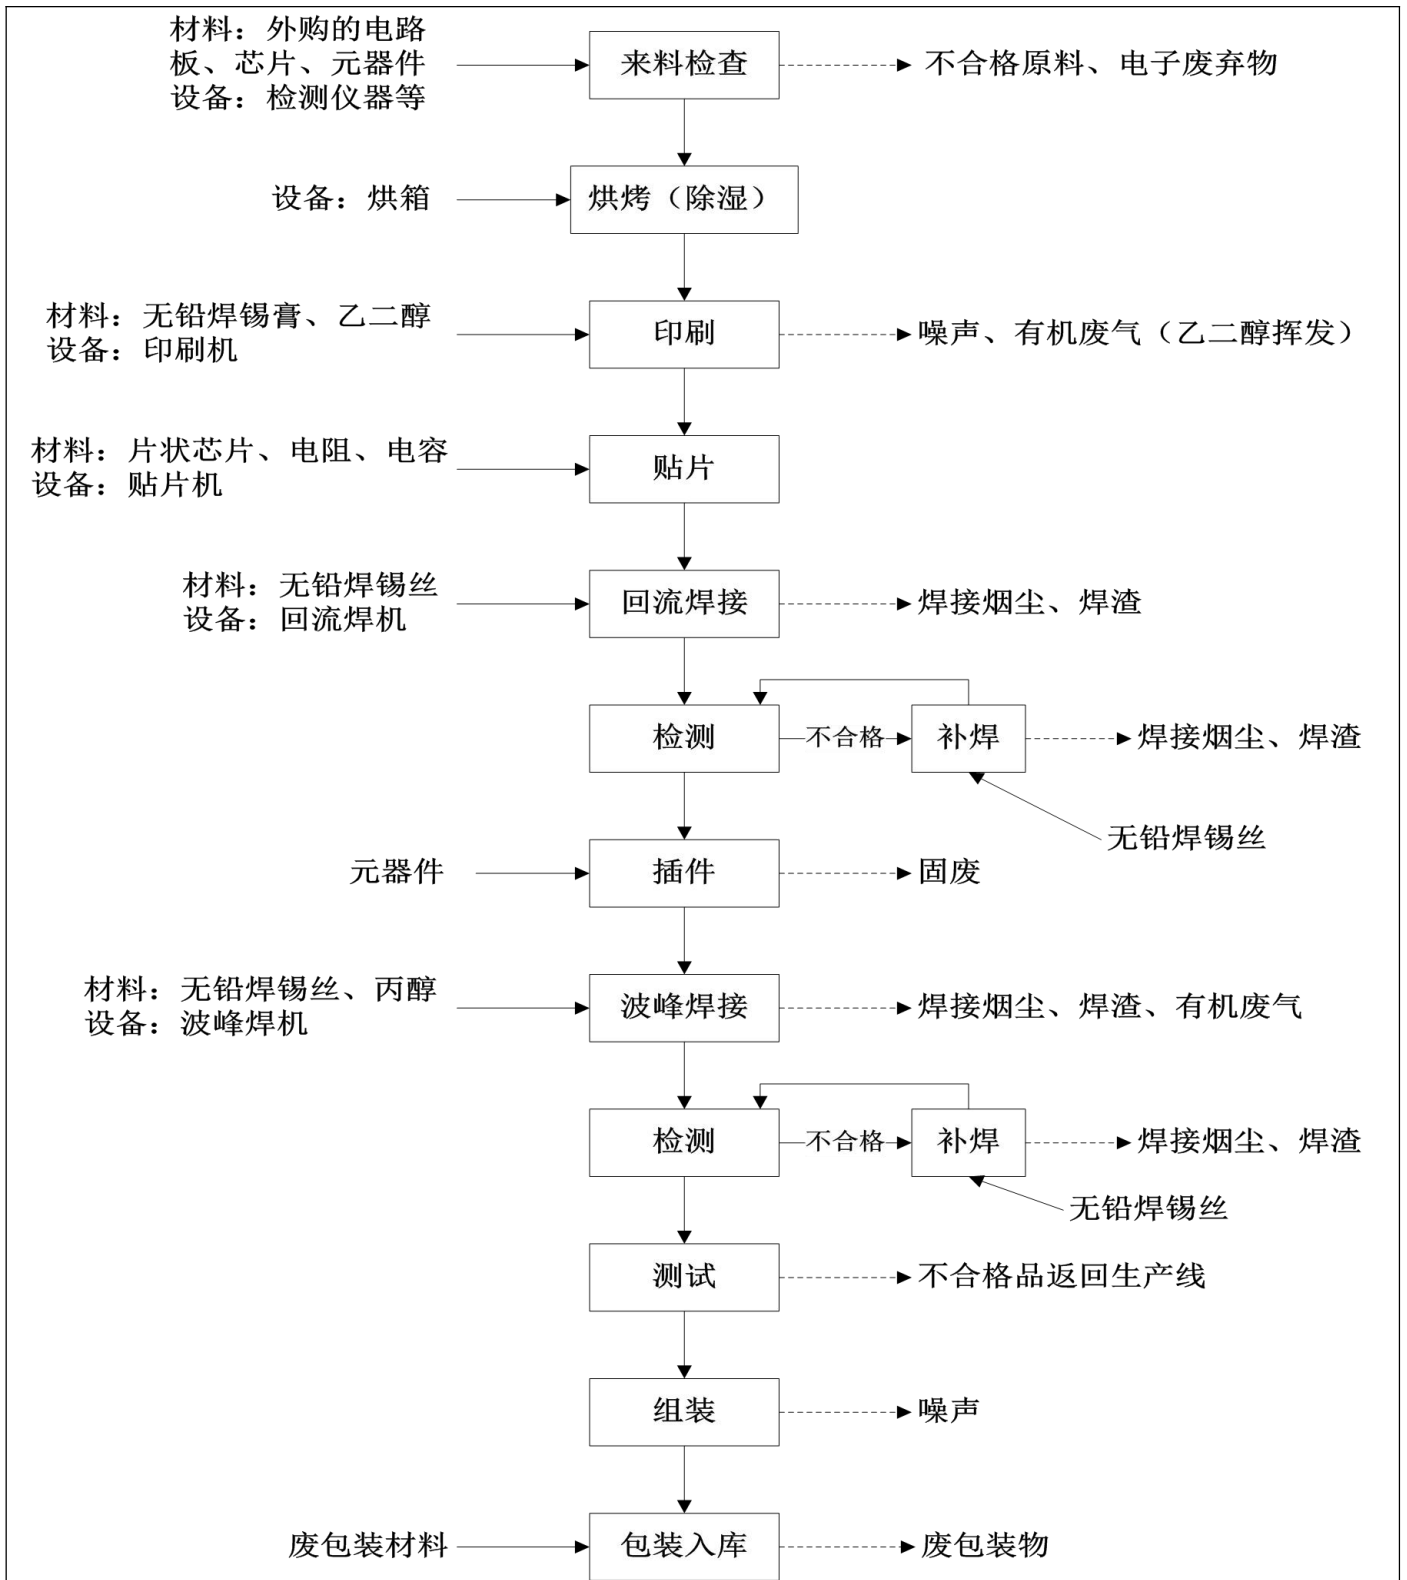 材料：外购的电路
板、芯片、元器件
设备：检测仪器等
来料检查
不合格原料、电子废弃物
设备：烘箱
烘烤（除湿）
材料：无铅焊锡膏、乙二醇
设备：印刷机
印刷
噪声、有机废气（乙二醇挥发）
材料：片状芯片、电阻、电容
设备：贴片机
贴片
材料：无铅焊锡丝
设备：回流焊机
回流焊接
焊接烟尘、焊渣
检测
不合格
补焊
焊接烟尘、焊渣
无铅焊锡丝
元器件
插件
固废
材料：无铅焊锡丝、丙醇
设备：波峰焊机
波峰焊接
焊接烟尘、焊渣、有机废气
检测
不合格
补焊
焊接烟尘、焊渣
无铅焊锡丝
测试
不合格品返回生产线
组装
噪声
废包装材料
包装入库
废包装物